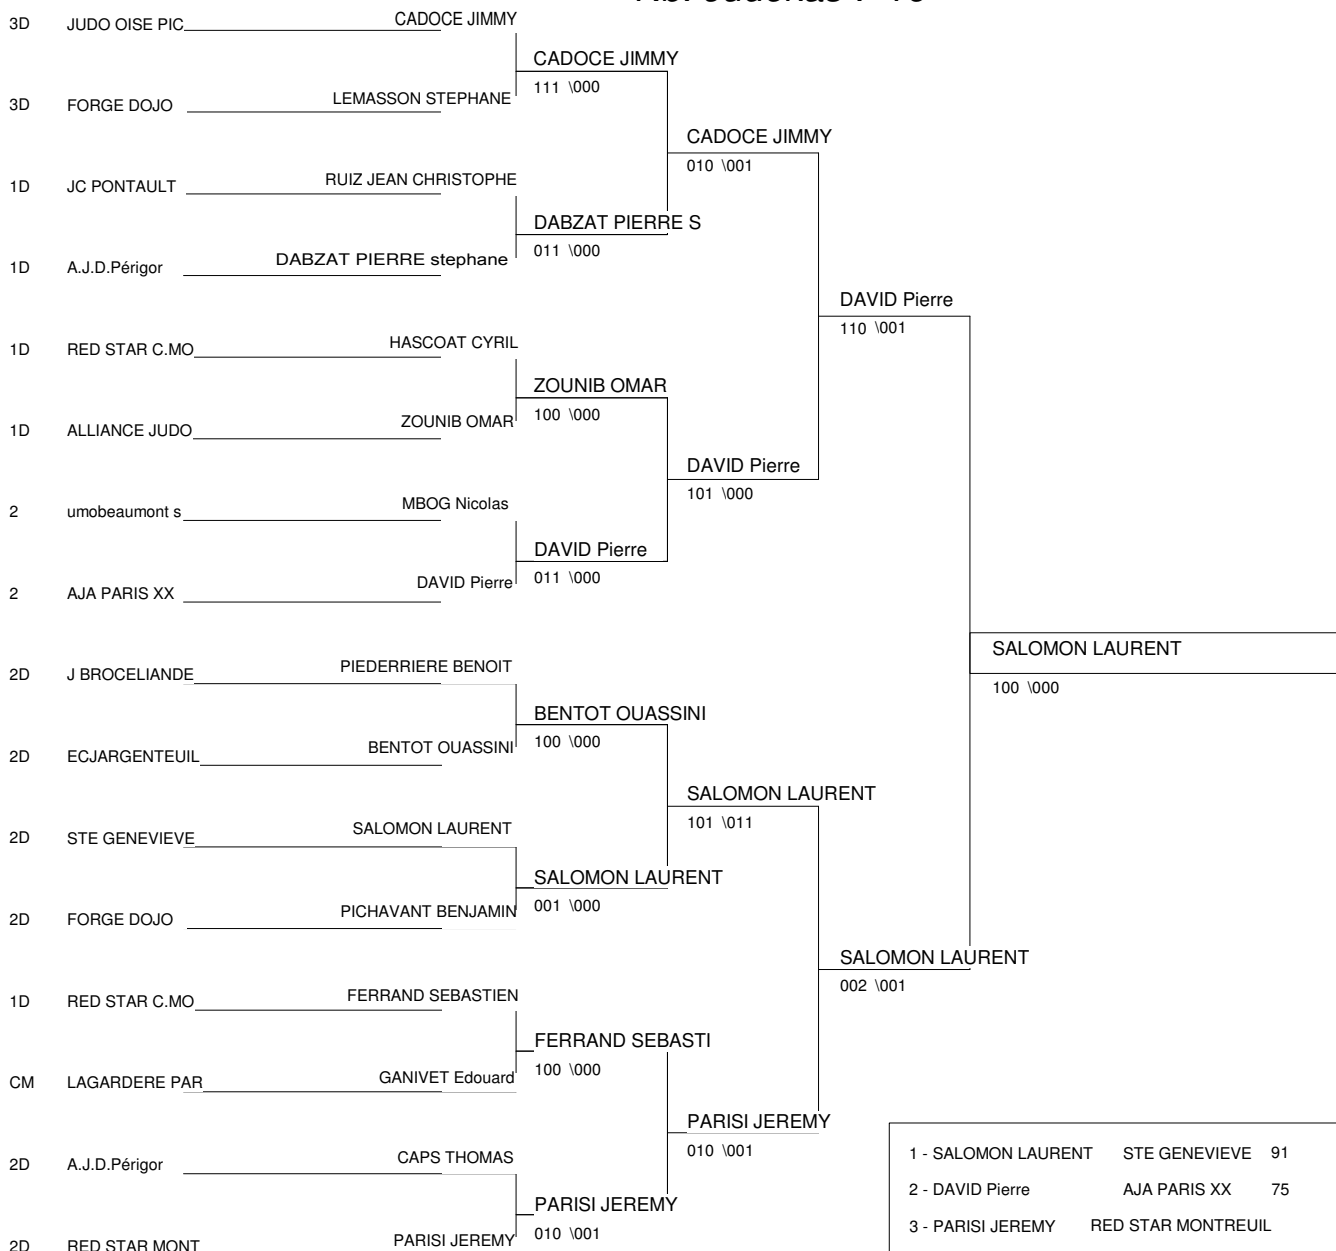 3D JUDO OISE PIC CADOCE JIMMY
CADOCE JIMMY
111 \000
3D FORGE DOJO LEMASSON STEPHANE
CADOCE JIMMY
010 \001
1D JC PONTAULT RUIZ JEAN CHRISTOPHE
DABZAT PIERRE S
011 \000
1D A.J.D.Périgor DABZAT PIERRE stephane
DAVID Pierre
110 \001
1D RED STAR C.MO HASCOAT CYRIL
ZOUNIB OMAR
100 \000
1D ALLIANCE JUDO ZOUNIB OMAR
DAVID Pierre
101 \000
2 umobeaumont s MBOG Nicolas
DAVID Pierre
011 \000
2 AJA PARIS XX DAVID Pierre
SALOMON LAURENT
100 \000
2D J BROCELIANDE PIEDERRIERE BENOIT
BENTOT OUASSINI
100 \000
2D ECJARGENTEUIL BENTOT OUASSINI
SALOMON LAURENT
101 \011
2D STE GENEVIEVE SALOMON LAURENT
SALOMON LAURENT
001 \000
2D FORGE DOJO PICHAVANT BENJAMIN
SALOMON LAURENT
002 \001
1D RED STAR C.MO FERRAND SEBASTIEN
FERRAND SEBASTI
100 \000
CM LAGARDERE PAR GANIVET Edouard
PARISI JEREMY
010 \001
2D A.J.D.Périgor CAPS THOMAS
PARISI JEREMY
010 \001
2D RED STAR MONT PARISI JEREMY
1 - SALOMON LAURENT STE GENEVIEVE 91
2 - DAVID Pierre AJA PARIS XX 75
3 - PARISI JEREMY RED STAR MONTREUIL